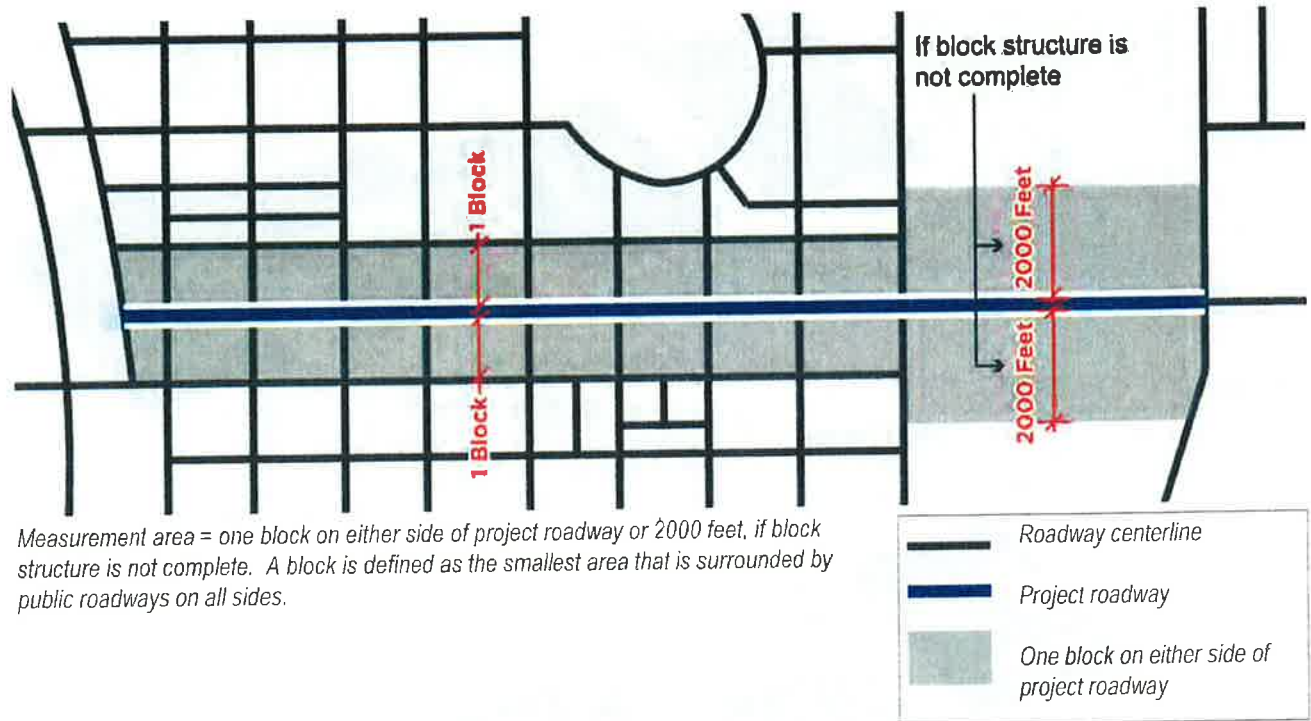 If block structure is
not complete
1 Block
1 Block
2000 Feet
2000 Feet
Measurement area = one block on either side of project roadway or 2000 feet, if block
structure is not complete. A block is defined as the smallest area that is surrounded by
public roadways on all sides.
Roadway centerline
Project roadway
One block on either side of
project roadway